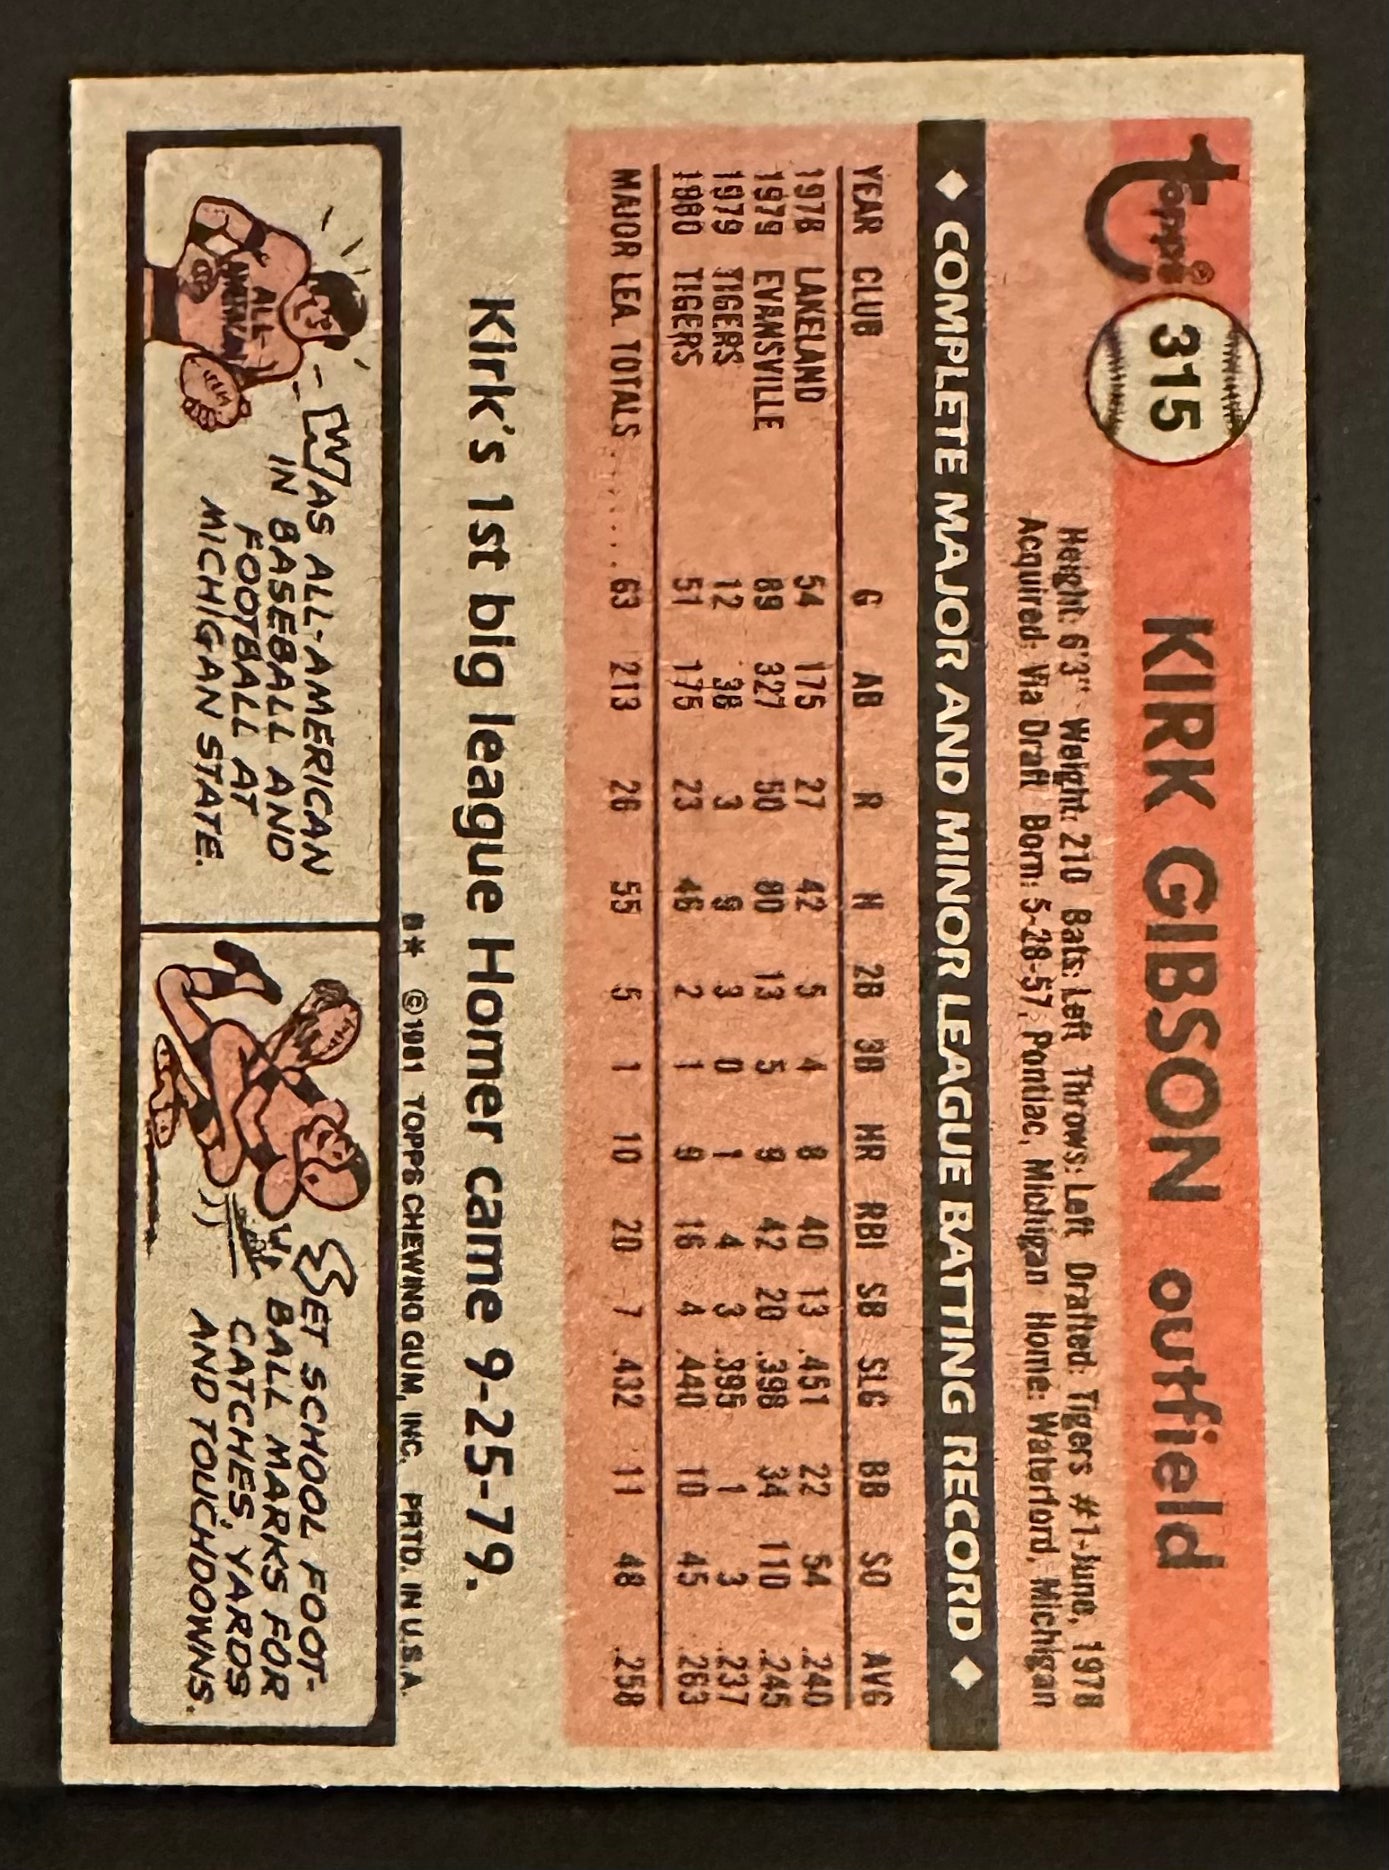 topps® 315 KIRK GIBSON outfield
Height: 6'3" Weight: 210 Bats: Left Throws: Left Drafted: Tigers #1-June, 1978
Acquired: Via Draft Born: 5-28-57, Pontiac, Michigan Home: Waterford, Michigan
◆ COMPLETE MAJOR AND MINOR LEAGUE BATTING RECORD ◆
YEAR CLUB G AB R H 2B 3B HR RBI SB SLG BB SO AVG
1978 LAKELAND 54 175 27 42 5 4 8 40 13 .451 22 54 .240
1979 EVANSVILLE 89 327 50 80 13 5 9 42 20 .398 34 110 .245
1979 TIGERS 12 38 3 9 3 0 1 4 3 .395 1 3 .237
1980 TIGERS 51 175 23 46 2 1 9 16 4 .440 10 45 .263
MAJOR LEA. TOTALS ...... 63 213 26 55 5 1 10 20 7 .432 11 48 .258
Kirk's 1st big league Homer came 9-25-79.
B* ©1981 TOPPS CHEWING GUM, INC. PRTD. IN U.S.A.
ALL-
AMERICAN
WAS ALL-AMERICAN
IN BASEBALL AND
FOOTBALL AT
MICHIGAN STATE.
SET SCHOOL FOOT-
BALL MARKS FOR
CATCHES, YARDS
AND TOUCHDOWNS.